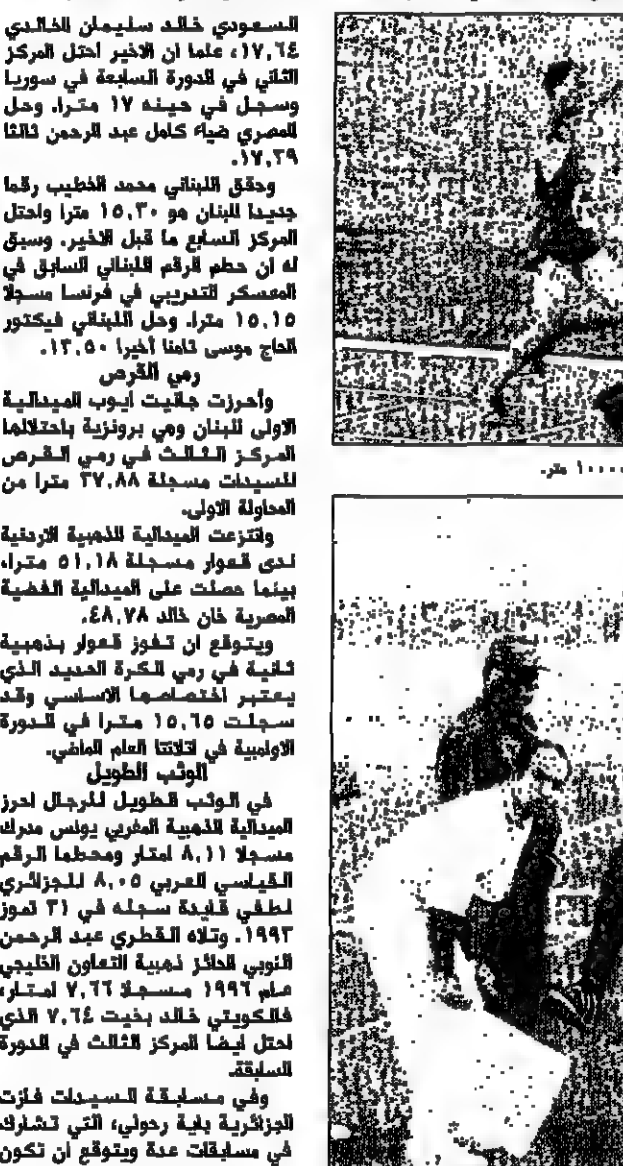 السعودي خالد سليمان الخالدي
١٧,٦٤، علما ان الاخير احتل المركز
الثاني في الدورة السابعة في سوريا
وسجل في حينه ١٧ مترا. وحل
المصري ضياء كامل عبد الرحمن ثالثا
١٧,٣٩.
وحقق اللبناني محمد الخطيب رقما
جديدا للبنان هو ١٥,٣٠ مترا واحتل
المركز السابع ما قبل الاخير. وسبق
له ان حطم الرقم اللبناني السابق في
المعسكر التدريبي في فرنسا مسجلا
١٥,١٥ مترا. وحل اللبناني فيكتور
الحاج موسى ثامنا أخيرا ١٣,٥٠.
رمي القرص
وأحرزت جانيت ايوب الميدالية
الاولى للبنان وهي برونزية باحتلالها
المركز الثالث في رمي القرص
للسيدات مسجلة ٣٧,٨٨ مترا من
المحاولة الاولى.
وانتزعت الميدالية الذهبية الاردنية
ندى قعوار مسجلة ٥١,١٨ مترا،
بينما حصلت على الميدالية الفضية
المصرية خان خالد ٤٨,٧٨.
ويتوقع ان تفوز قعوار بذهبية
ثانية في رمي الكرة الحديد الذي
يعتبر اختصاصها الاساسي وقد
سجلت ١٥,٦٥ مترا في الدورة
الاولمبية في اتلانتا العام الماضي.
الوثب الطويل
في الوثب الطويل للرجال احرز
الميدالية الذهبية المغربي يونس مدرك
مسجلا ٨,١١ امتار ومحطما الرقم
القياسي العربي ٨,٠٥ للجزائري
لطفي قليدة سجله في ٣١ تموز
١٩٩٣. وتلاه القطري عبد الرحمن
النوبي الحائز ذهبية التعاون الخليجي
عام ١٩٩٦ مسجلا ٧,٦٦ امتار،
فالكويتي خالد بخيت ٧,٦٤ الذي
احتل ايضا المركز الثالث في الدورة
السابقة.
وفي مسابقة السيدات فازت
الجزائرية باية رحولي، التي تشارك
في مسابقات عدة ويتوقع ان تكون
١٠٠٠٠ متر.